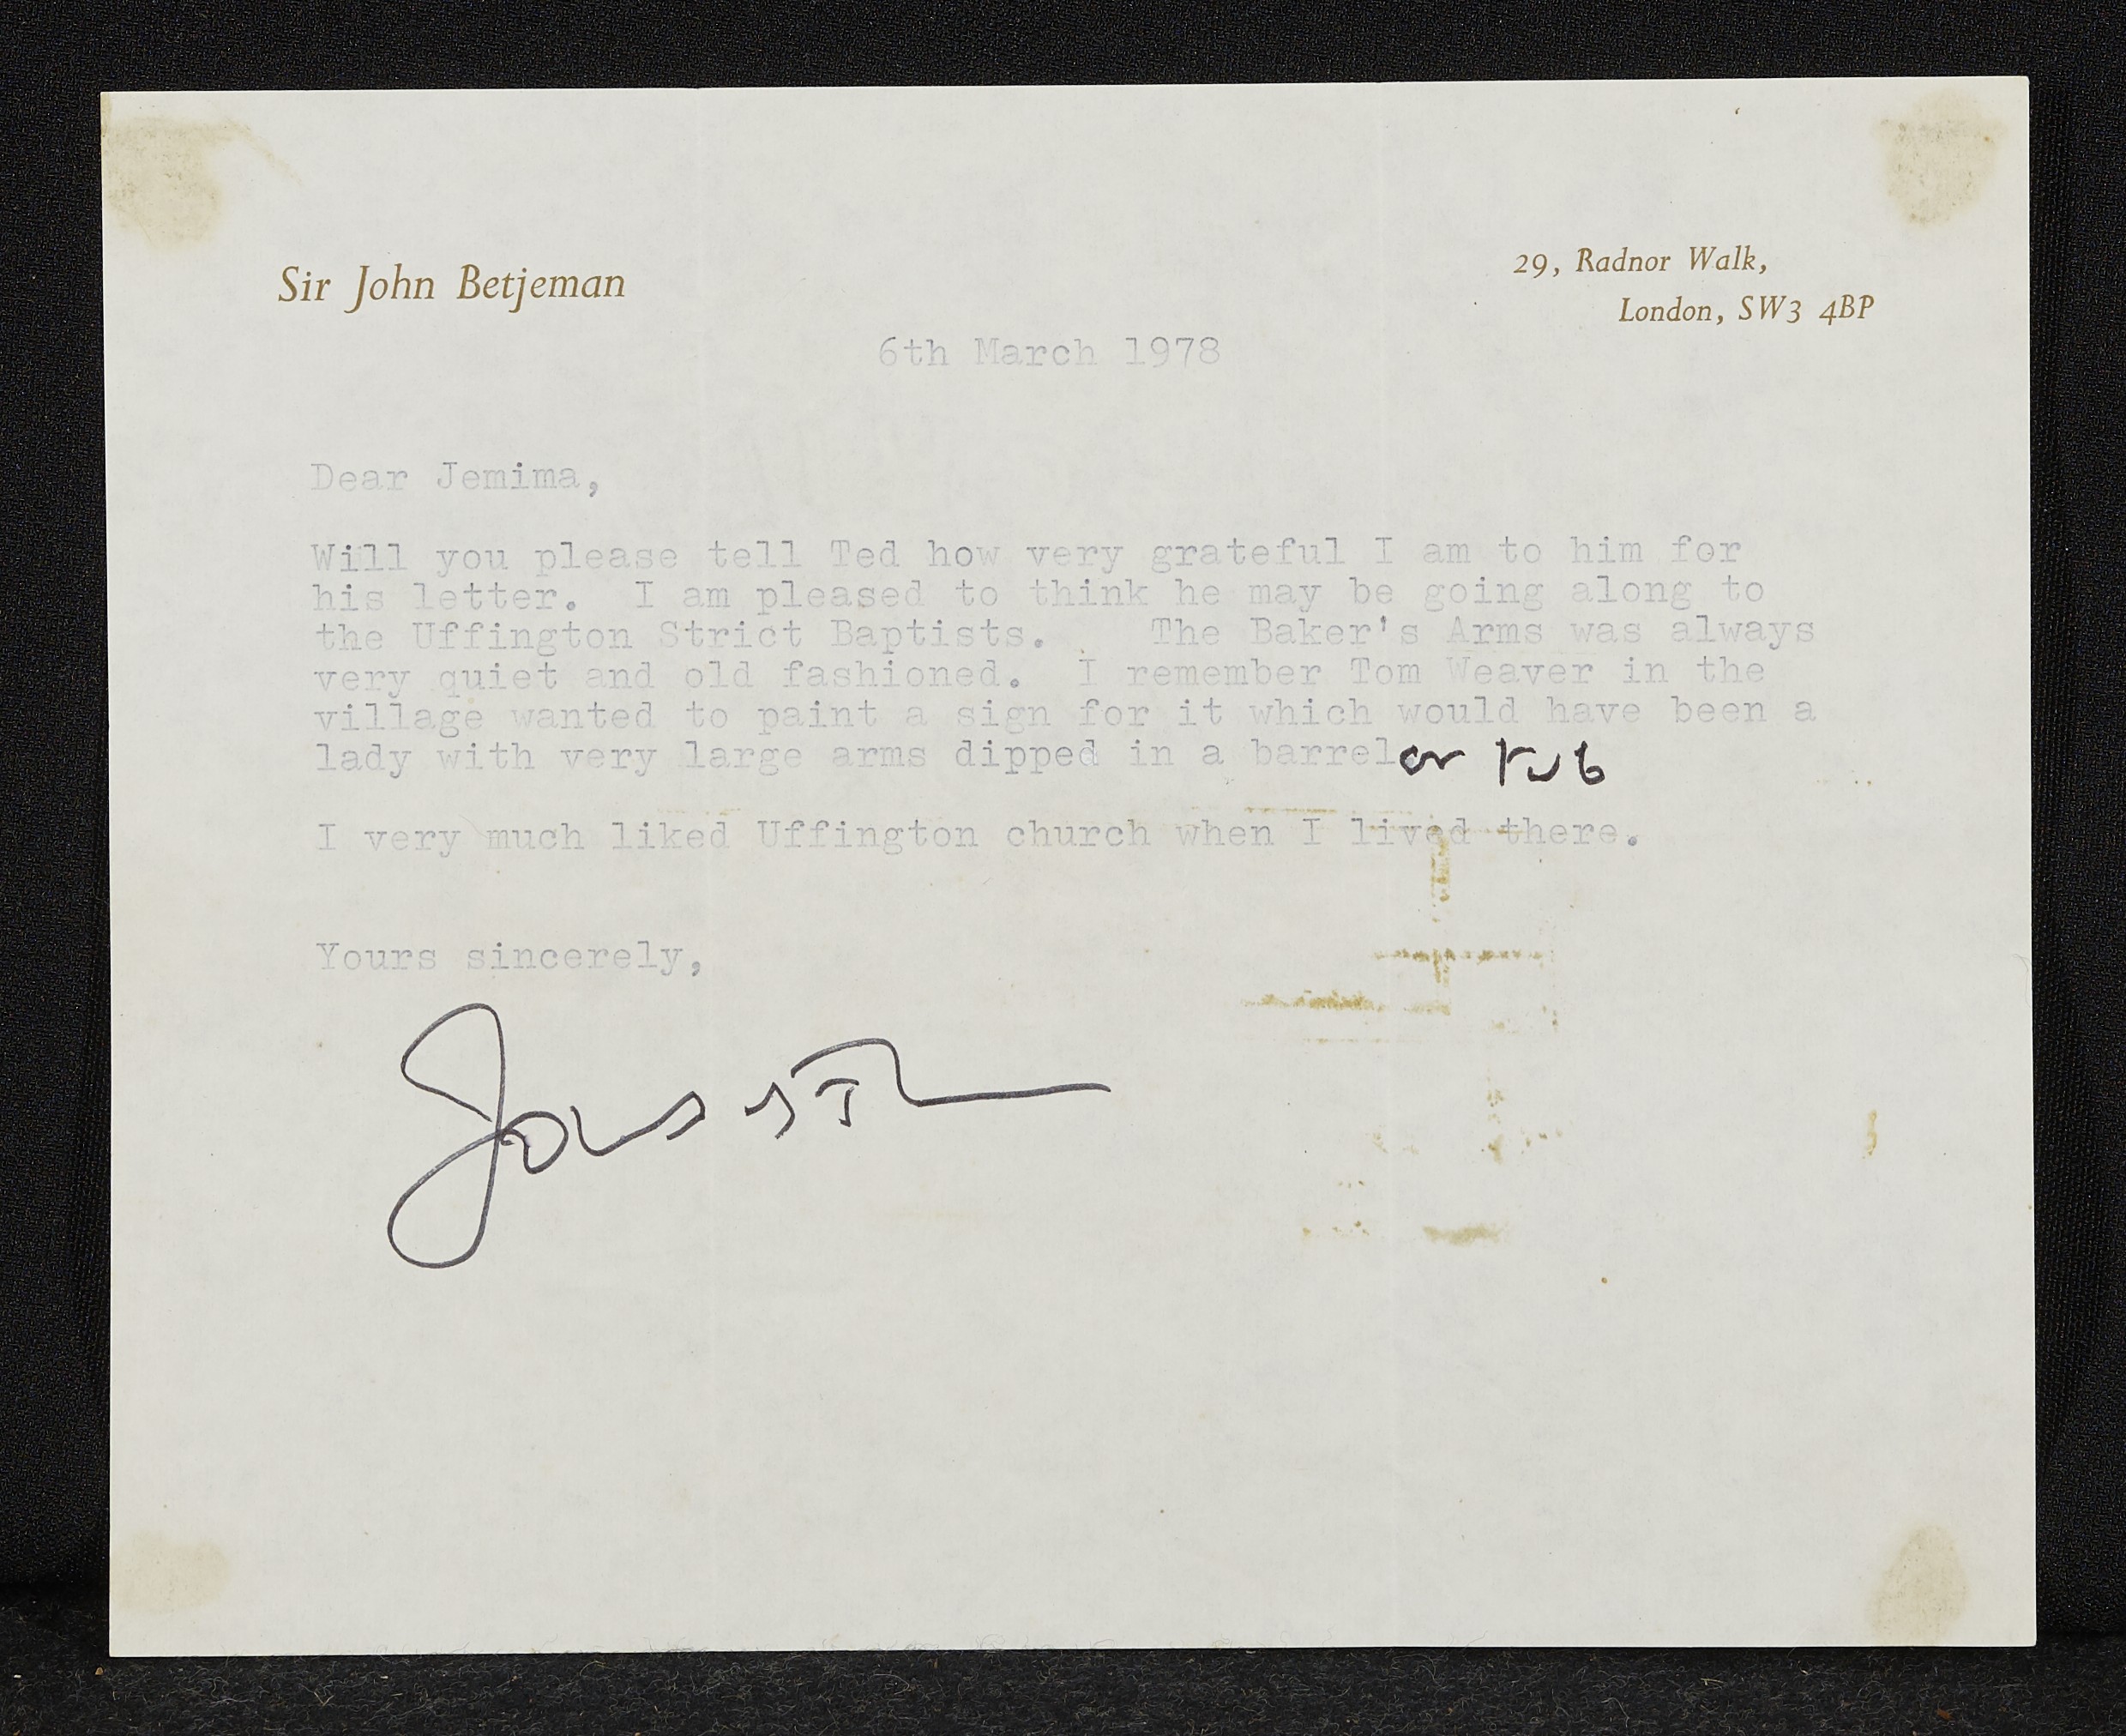 Sir John Betjeman
29, Radnor Walk,
London, SW3 4BP
6th March 1978
Dear Jemima,
Will you please tell Ted how very grateful I am to him for
his letter. I am pleased to think he may be going along to
the Uffington Strict Baptists. The Baker's Arms was always
very quiet and old fashioned. I remember Tom Weaver in the
village wanted to paint a sign for it which would have been a
lady with very large arms dipped in a barrel or tub
I very much liked Uffington church when I lived there.
Yours sincerely,
John